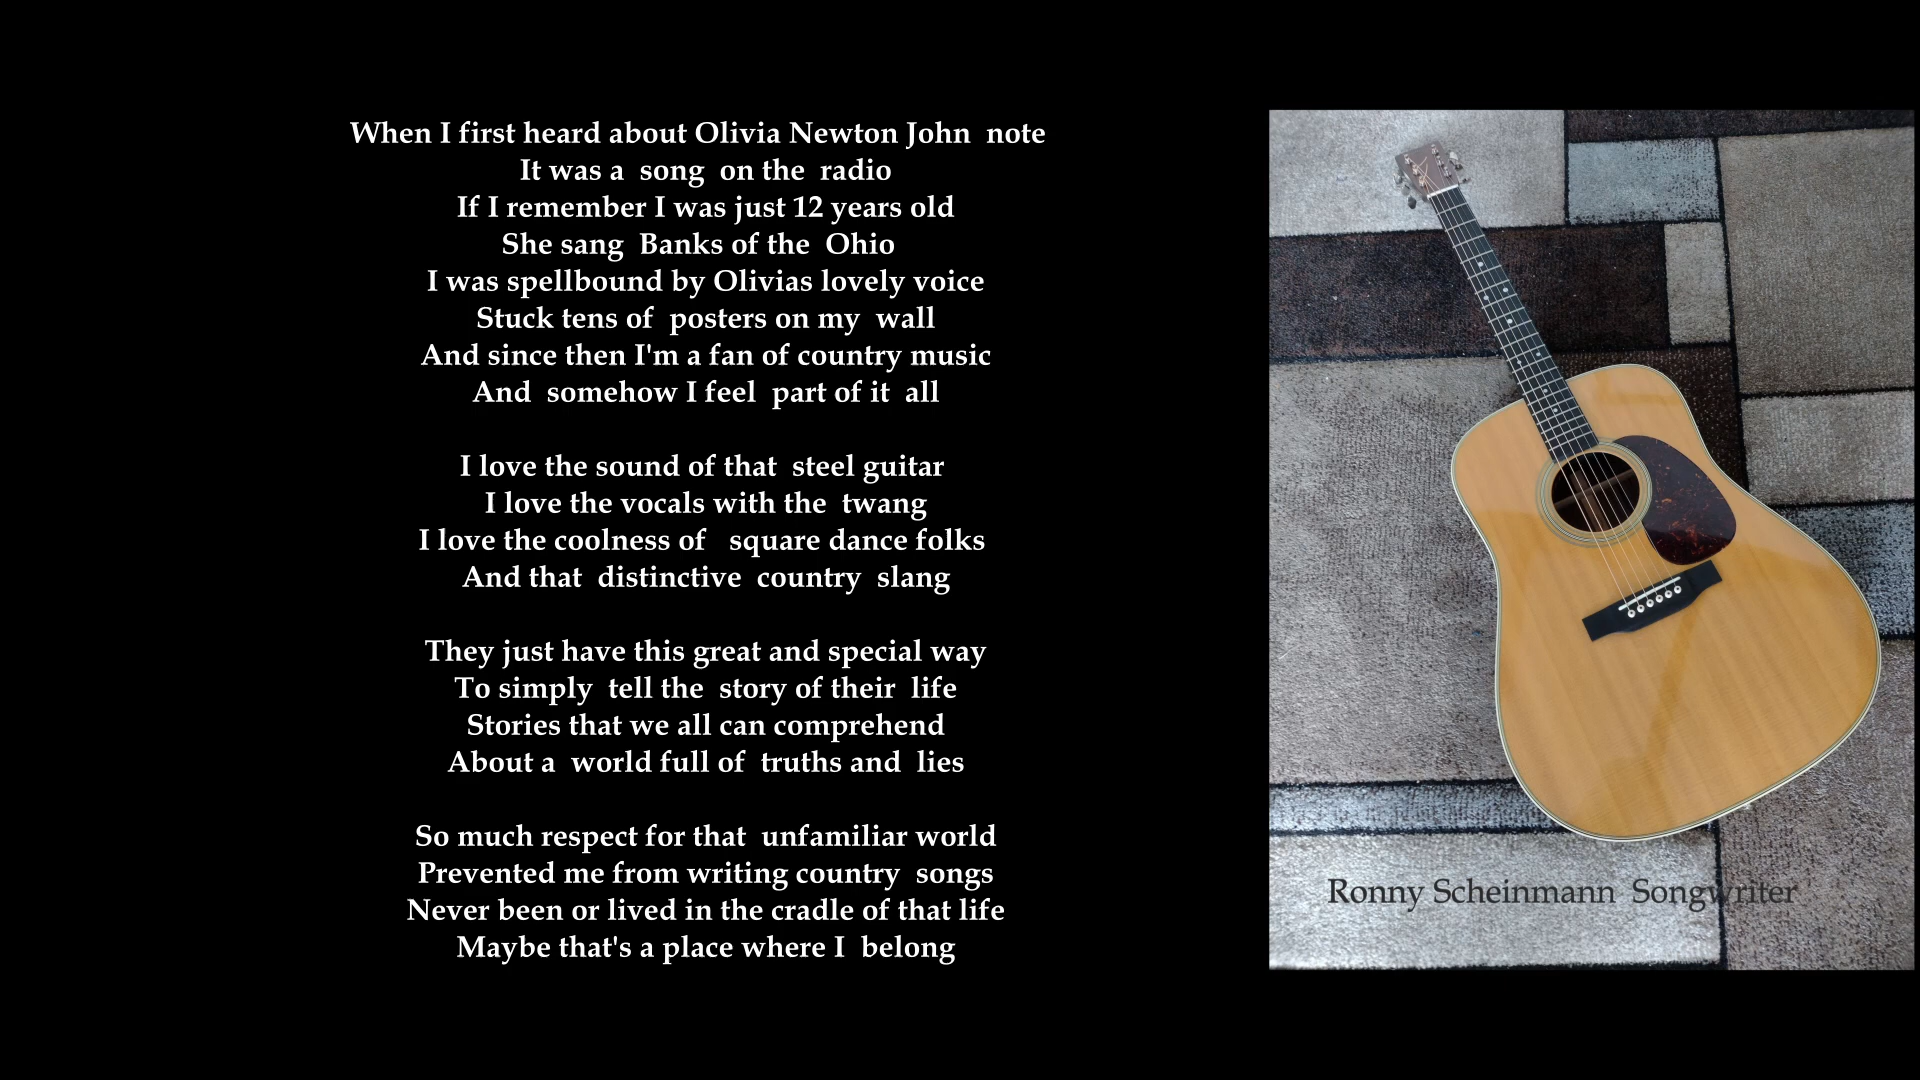 When I first heard about Olivia Newton John note
It was a song on the radio
If I remember I was just 12 years old
She sang Banks of the Ohio
I was spellbound by Olivias lovely voice
Stuck tens of posters on my wall
And since then I'm a fan of country music
And somehow I feel part of it all
I love the sound of that steel guitar
I love the vocals with the twang
I love the coolness of square dance folks
And that distinctive country slang
They just have this great and special way
To simply tell the story of their life
Stories that we all can comprehend
About a world full of truths and lies
So much respect for that unfamiliar world
Prevented me from writing country songs
Never been or lived in the cradle of that life
Maybe that's a place where I belong
Ronny Scheinmann Songwriter